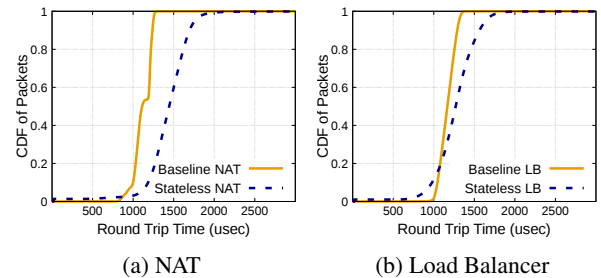 CDF of Packets
1
0.8
0.6
0.4
0.2
0
Baseline NAT
Stateless NAT
500 1000 1500 2000 2500
Round Trip Time (usec)
(a) NAT
CDF of Packets
1
0.8
0.6
0.4
0.2
0
Baseline LB
Stateless LB
500 1000 1500 2000 2500
Round Trip Time (usec)
(b) Load Balancer